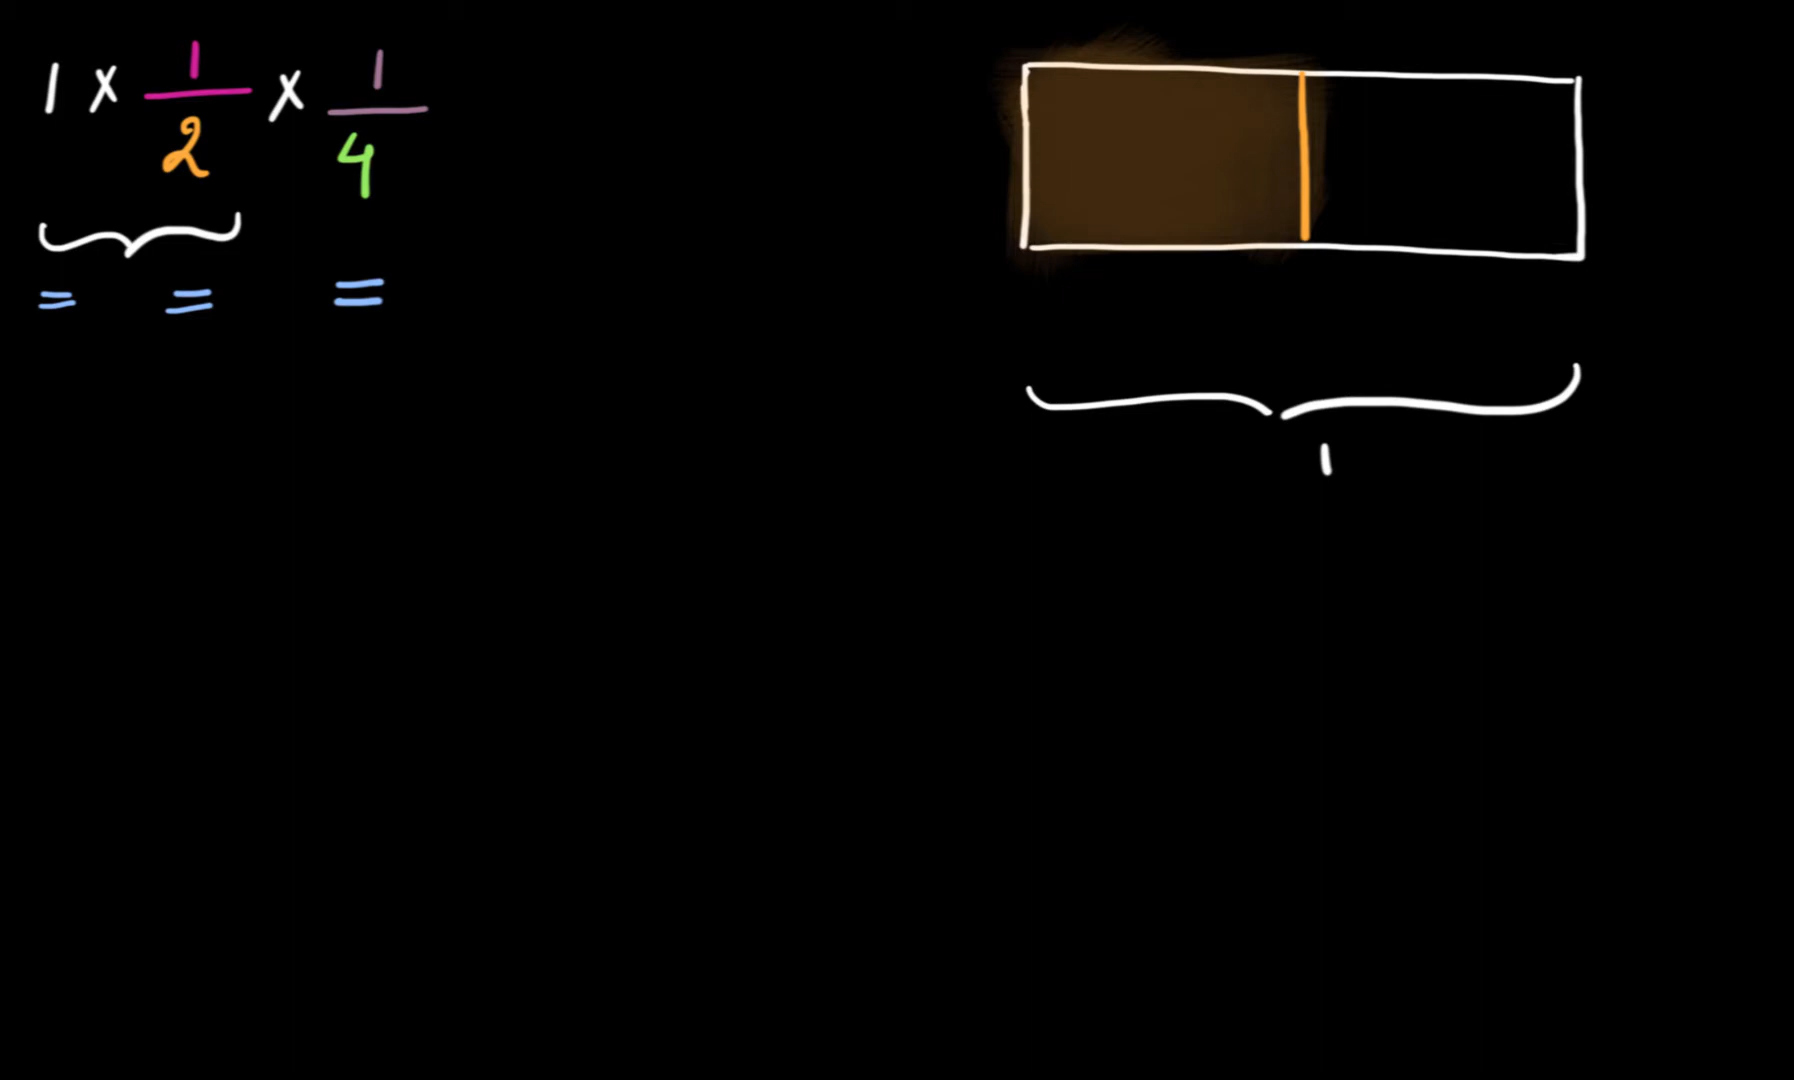 1 × 1/2 × 1/4
= = =
1